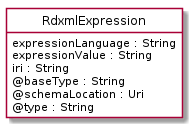 RdxmlExpression
expressionLanguage : String
expressionValue : String
iri : String
@baseType : String
@schemaLocation : Uri
@type : String